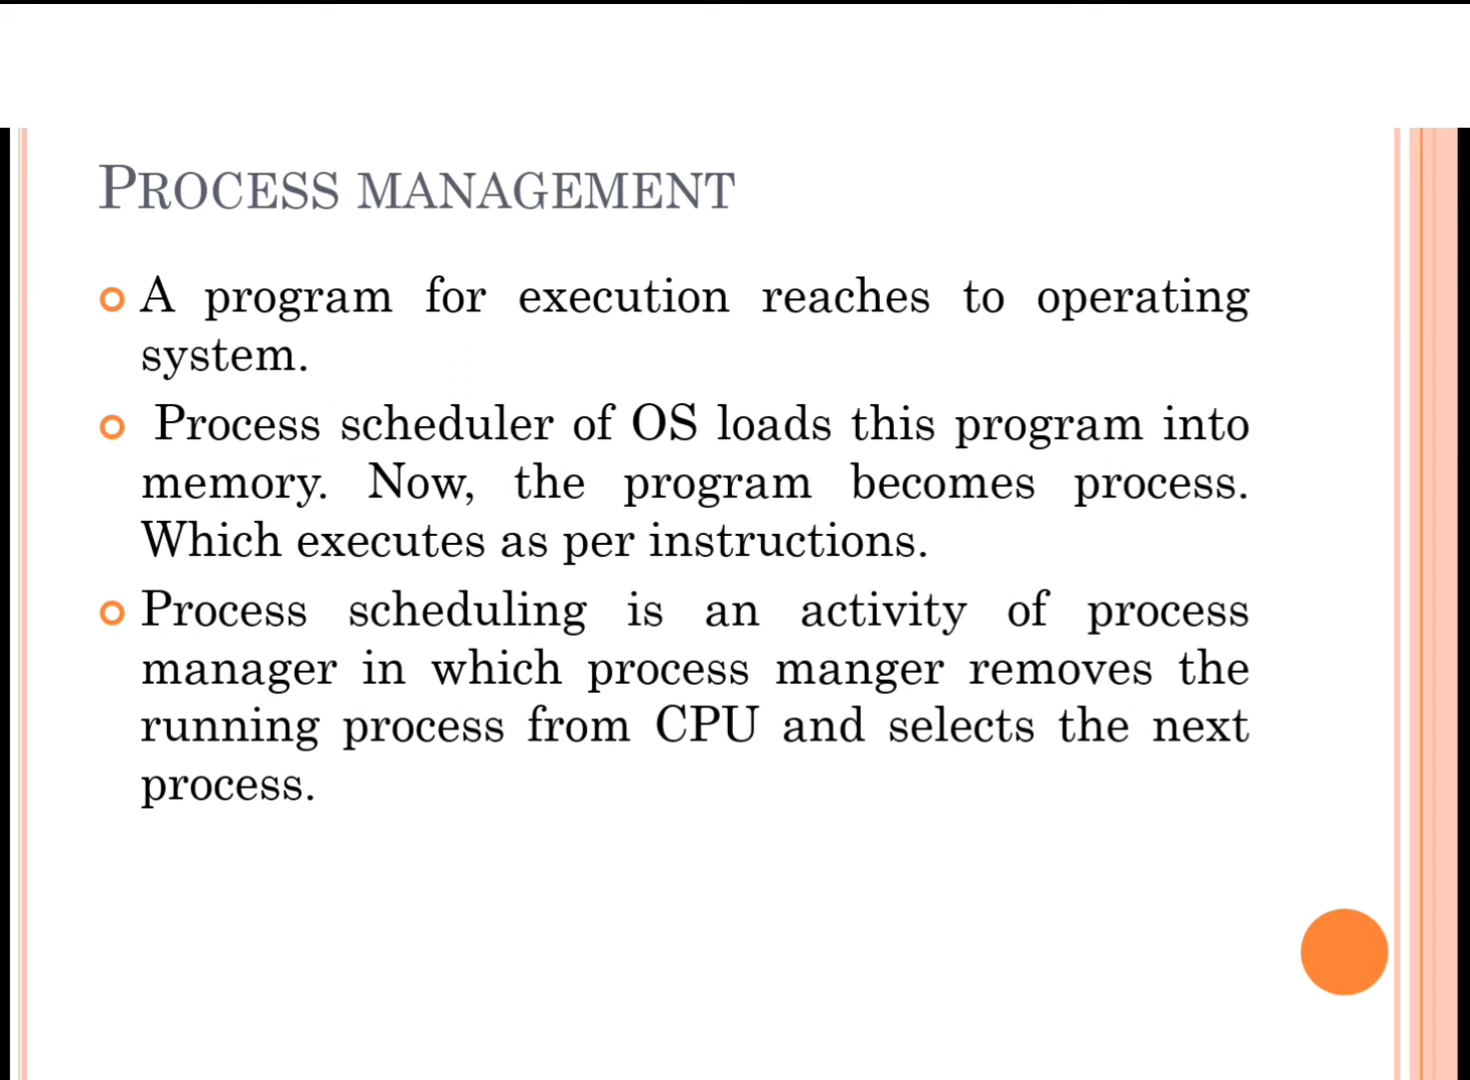 PROCESS MANAGEMENT
A program for execution reaches to operating
system.
Process scheduler of OS loads this program into
memory. Now, the program becomes process.
Which executes as per instructions.
Process scheduling is an activity of process
manager in which process manger removes the
running process from CPU and selects the next
process.